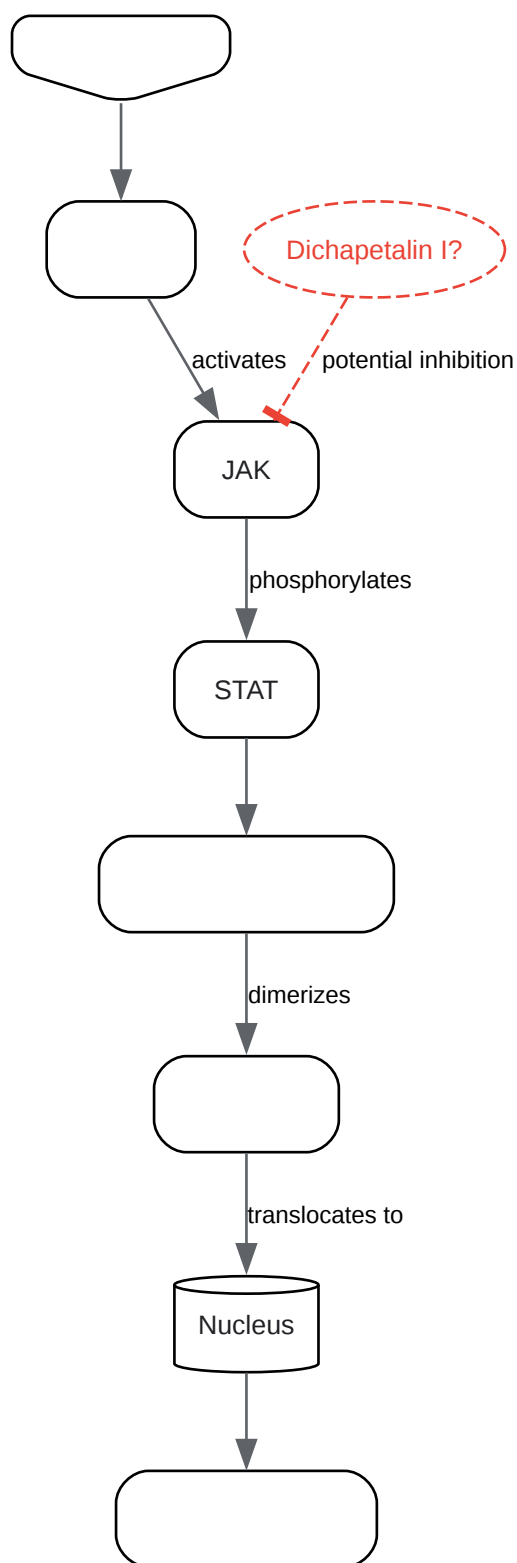 Dichapetalin I?
activates
potential inhibition
JAK
phosphorylates
STAT
dimerizes
translocates to
Nucleus